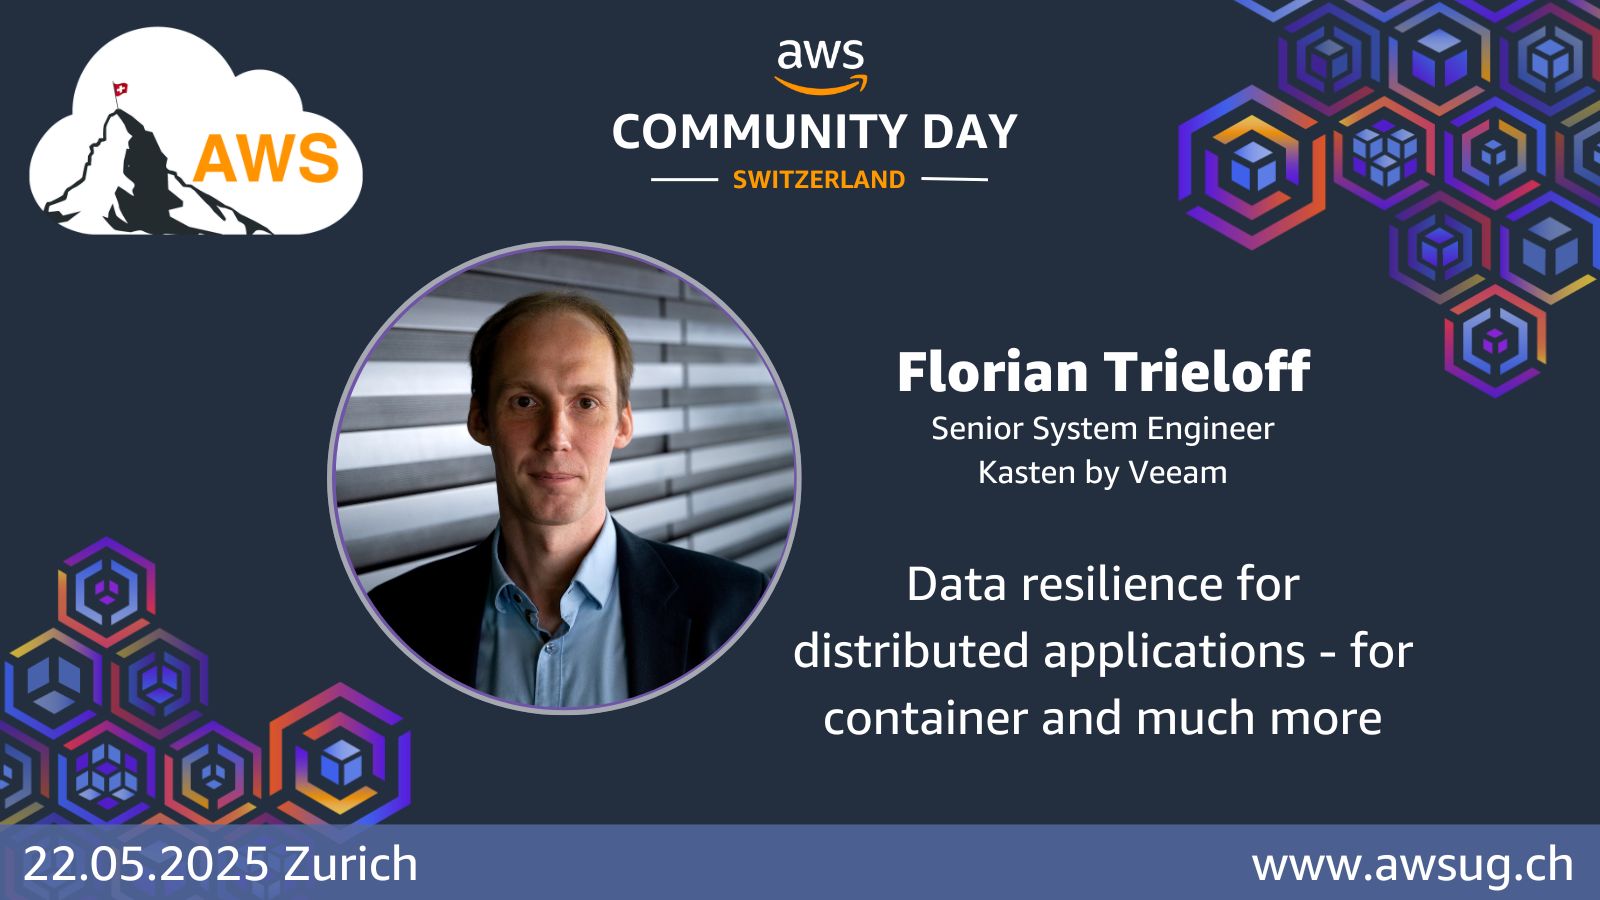 AWS
aws
COMMUNITY DAY
SWITZERLAND
Florian Trieloff
Senior System Engineer
Kasten by Veeam
Data resilience for
distributed applications - for
container and much more
22.05.2025 Zurich
www.awsug.ch